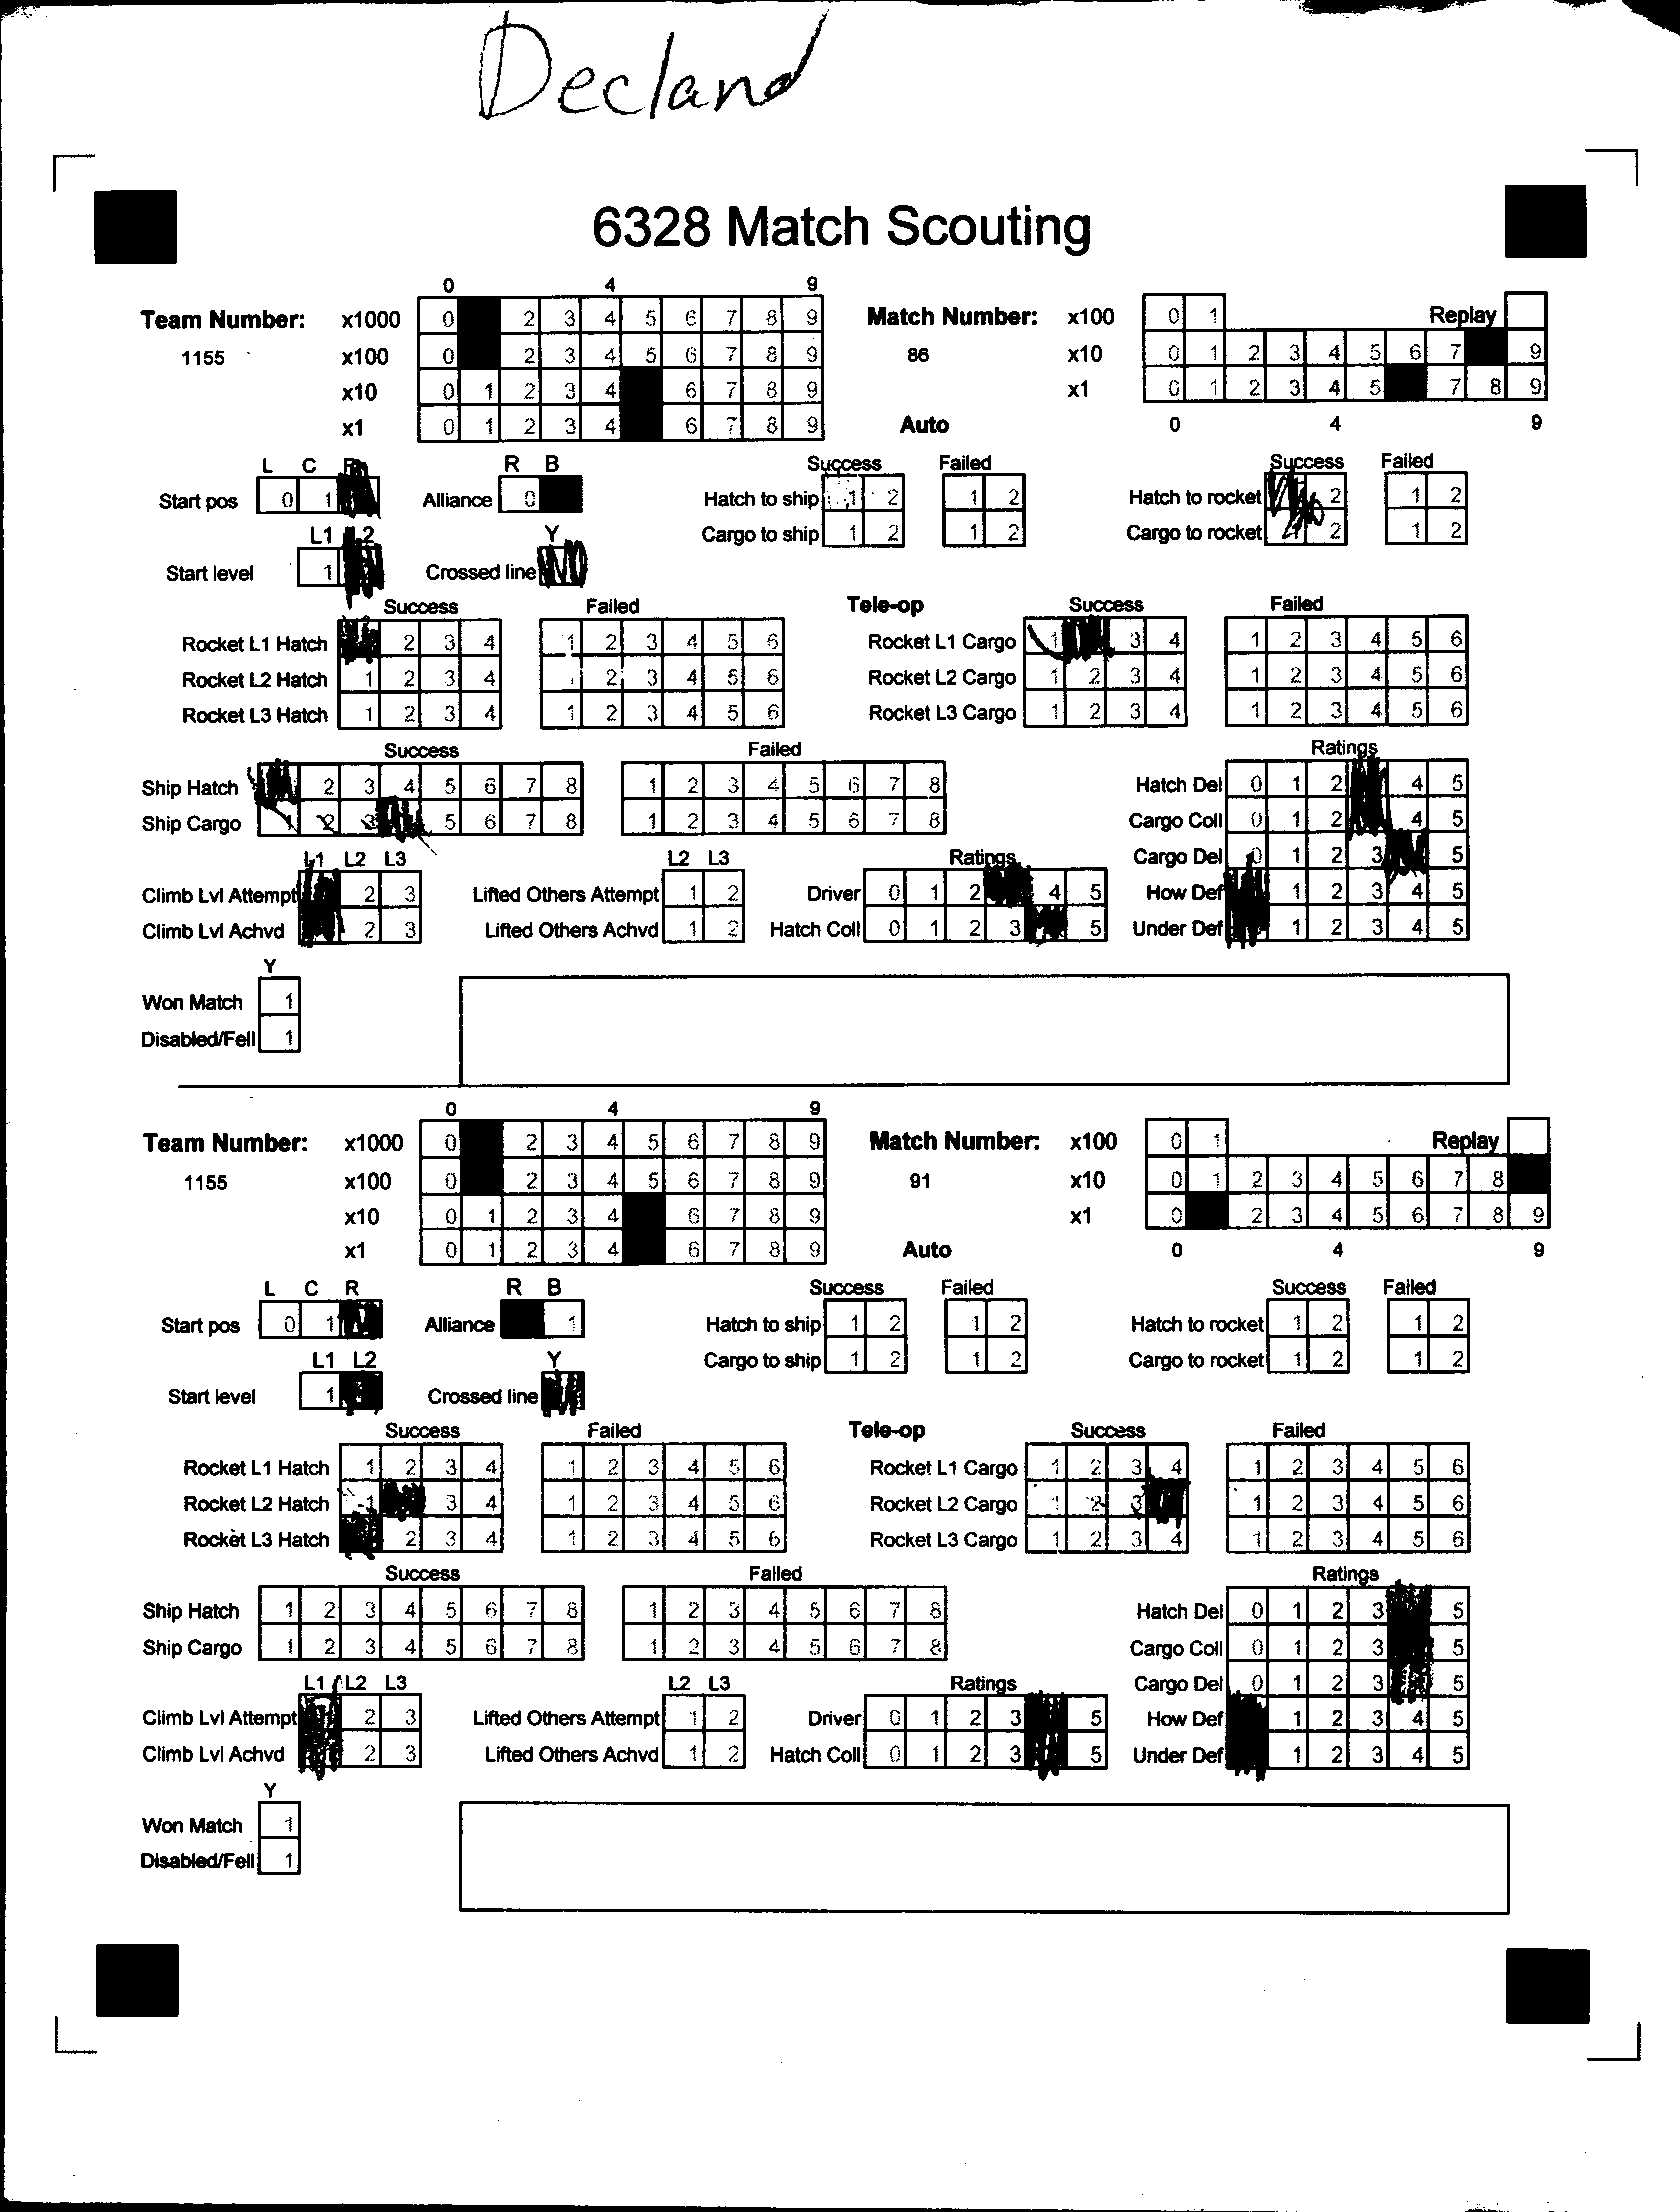 Decland
6328 Match Scouting
0 4 9
Team Number: x1000 0 2 3 4 5 6 7 8 9 Match Number: x100 0 1 Replay
1155 x100 0 2 3 4 5 6 7 8 9 86 x10 0 1 2 3 4 5 6 7 9
x10 0 1 2 3 4 6 7 8 9 x1 0 1 2 3 4 5 7 8 9
x1 0 1 2 3 4 6 7 8 9 Auto 0 4 9
L C R B Success Failed Success Failed
Start pos 0 1 Alliance 0 Hatch to ship 1 2 1 2 Hatch to rocket 2 1 2
L1 2 Y Cargo to ship 1 2 1 2 Cargo to rocket 1 2 1 2
Start level 1 Crossed line
Success Failed Tele-op Success Failed
Rocket L1 Hatch 2 3 4 1 2 3 4 5 6 Rocket L1 Cargo 1 3 4 1 2 3 4 5 6
Rocket L2 Hatch 1 2 3 4 2 3 4 5 6 Rocket L2 Cargo 1 2 3 4 1 2 3 4 5 6
Rocket L3 Hatch 1 2 3 4 1 2 3 4 5 6 Rocket L3 Cargo 1 2 3 4 1 2 3 4 5 6
Success Failed Ratings
Ship Hatch 2 3 4 5 6 7 8 1 2 3 4 5 6 7 8 Hatch Del 0 1 2 4 5
Ship Cargo 1 2 3 5 6 7 8 1 2 3 4 5 6 7 8 Cargo Coll 0 1 2 4 5
L1 L2 L3 L2 L3 Ratings Cargo Del 0 1 2 3 5
Climb Lvl Attempt 2 3 Lifted Others Attempt 1 2 Driver 0 1 2 4 5 How Def 1 2 3 4 5
Climb Lvl Achvd 2 3 Lifted Others Achvd 1 2 Hatch Coll 0 1 2 3 5 Under Def 1 2 3 4 5
Y
Won Match 1
Disabled/Fell 1
0 4 9
Team Number: x1000 0 2 3 4 5 6 7 8 9 Match Number: x100 0 1 Replay
1155 x100 0 2 3 4 5 6 7 8 9 91 x10 0 1 2 3 4 5 6 7 8
x10 0 1 2 3 4 6 7 8 9 x1 0 2 3 4 5 6 7 8 9
x1 0 1 2 3 4 6 7 8 9 Auto 0 4 9
L C R R B Success Failed Success Failed
Start pos 0 1 Alliance 1 Hatch to ship 1 2 1 2 Hatch to rocket 1 2 1 2
L1 L2 Y Cargo to ship 1 2 1 2 Cargo to rocket 1 2 1 2
Start level 1 Crossed line
Success Failed Tele-op Success Failed
Rocket L1 Hatch 1 2 3 4 1 2 3 4 5 6 Rocket L1 Cargo 1 2 3 4 1 2 3 4 5 6
Rocket L2 Hatch 1 3 4 1 2 3 4 5 6 Rocket L2 Cargo 1 2 3 1 2 3 4 5 6
Rocket L3 Hatch 2 3 4 1 2 3 4 5 6 Rocket L3 Cargo 1 2 3 4 1 2 3 4 5 6
Success Failed Ratings
Ship Hatch 1 2 3 4 5 6 7 8 1 2 3 4 5 6 7 8 Hatch Del 0 1 2 3 5
Ship Cargo 1 2 3 4 5 6 7 8 1 2 3 4 5 6 7 8 Cargo Coll 0 1 2 3 5
L1 L2 L3 L2 L3 Ratings Cargo Del 0 1 2 3 5
Climb Lvl Attempt 2 3 Lifted Others Attempt 1 2 Driver 0 1 2 3 5 How Def 1 2 3 4 5
Climb Lvl Achvd 2 3 Lifted Others Achvd 1 2 Hatch Coll 0 1 2 3 5 Under Def 1 2 3 4 5
Y
Won Match 1
Disabled/Fell 1